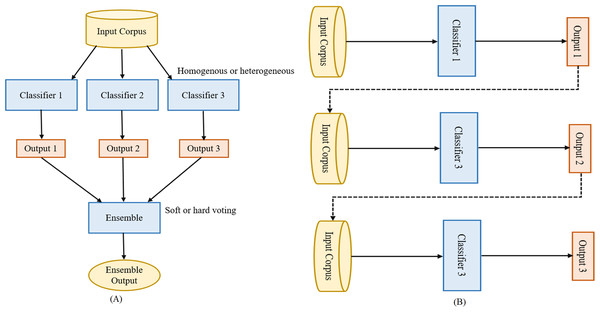 Input Corpus
Homogenous or heterogeneous
Classifier 1
Classifier 2
Classifier 3
Output 1
Output 2
Output 3
Ensemble
Soft or hard voting
Ensemble
Output
(A)
Input Corpus
Classifier 1
Output 1
Input Corpus
Classifier 3
Output 2
Input Corpus
Classifier 3
Output 3
(B)